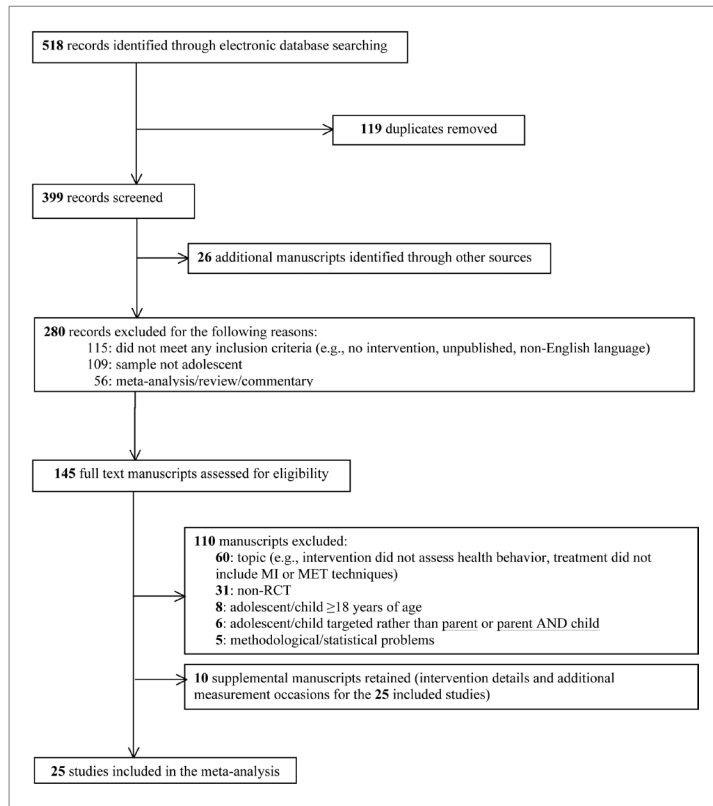 518 records identified through electronic database searching
119 duplicates removed
399 records screened
26 additional manuscripts identified through other sources
280 records excluded for the following reasons:
115: did not meet any inclusion criteria (e.g., no intervention, unpublished, non-English language)
109: sample not adolescent
56: meta-analysis/review/commentary
145 full text manuscripts assessed for eligibility
110 manuscripts excluded:
60: topic (e.g., intervention did not assess health behavior, treatment did not
include MI or MET techniques)
31: non-RCT
8: adolescent/child ≥18 years of age
6: adolescent/child targeted rather than parent or parent AND child
5: methodological/statistical problems
10 supplemental manuscripts retained (intervention details and additional
measurement occasions for the 25 included studies)
25 studies included in the meta-analysis